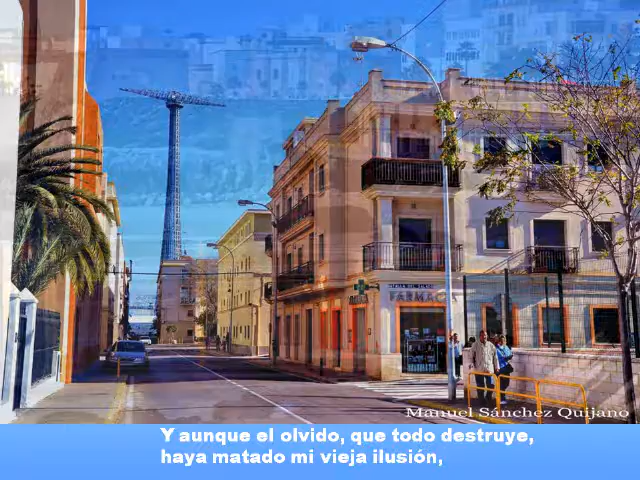 FARMACIA
Manuel Sánchez Quijano
Y aunque el olvido, que todo destruye,
haya matado mi vieja ilusión,